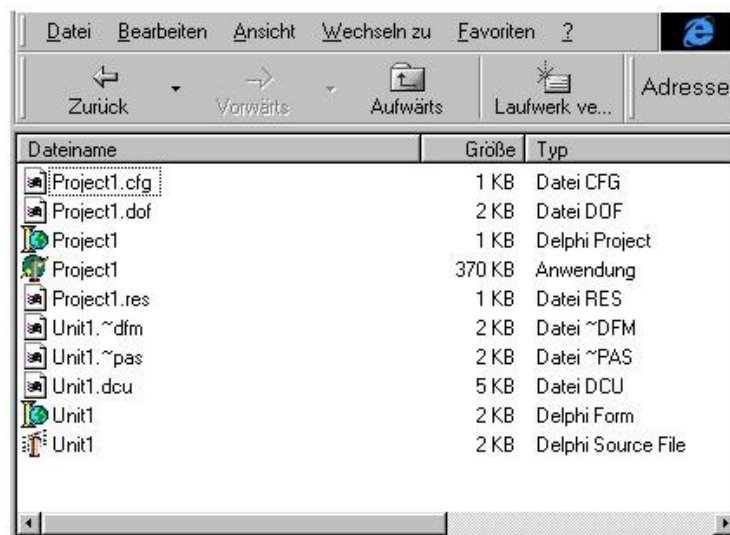 Datei Bearbeiten Ansicht Wechseln zu Favoriten ?
Zurück Vorwärts Aufwärts Laufwerk ve... Adresse
Dateiname Größe Typ
Project1.cfg 1 KB Datei CFG
Project1.dof 2 KB Datei DOF
Project1 1 KB Delphi Project
Project1 370 KB Anwendung
Project1.res 1 KB Datei RES
Unit1.~dfm 2 KB Datei ~DFM
Unit1.~pas 2 KB Datei ~PAS
Unit1.dcu 5 KB Datei DCU
Unit1 2 KB Delphi Form
Unit1 2 KB Delphi Source File